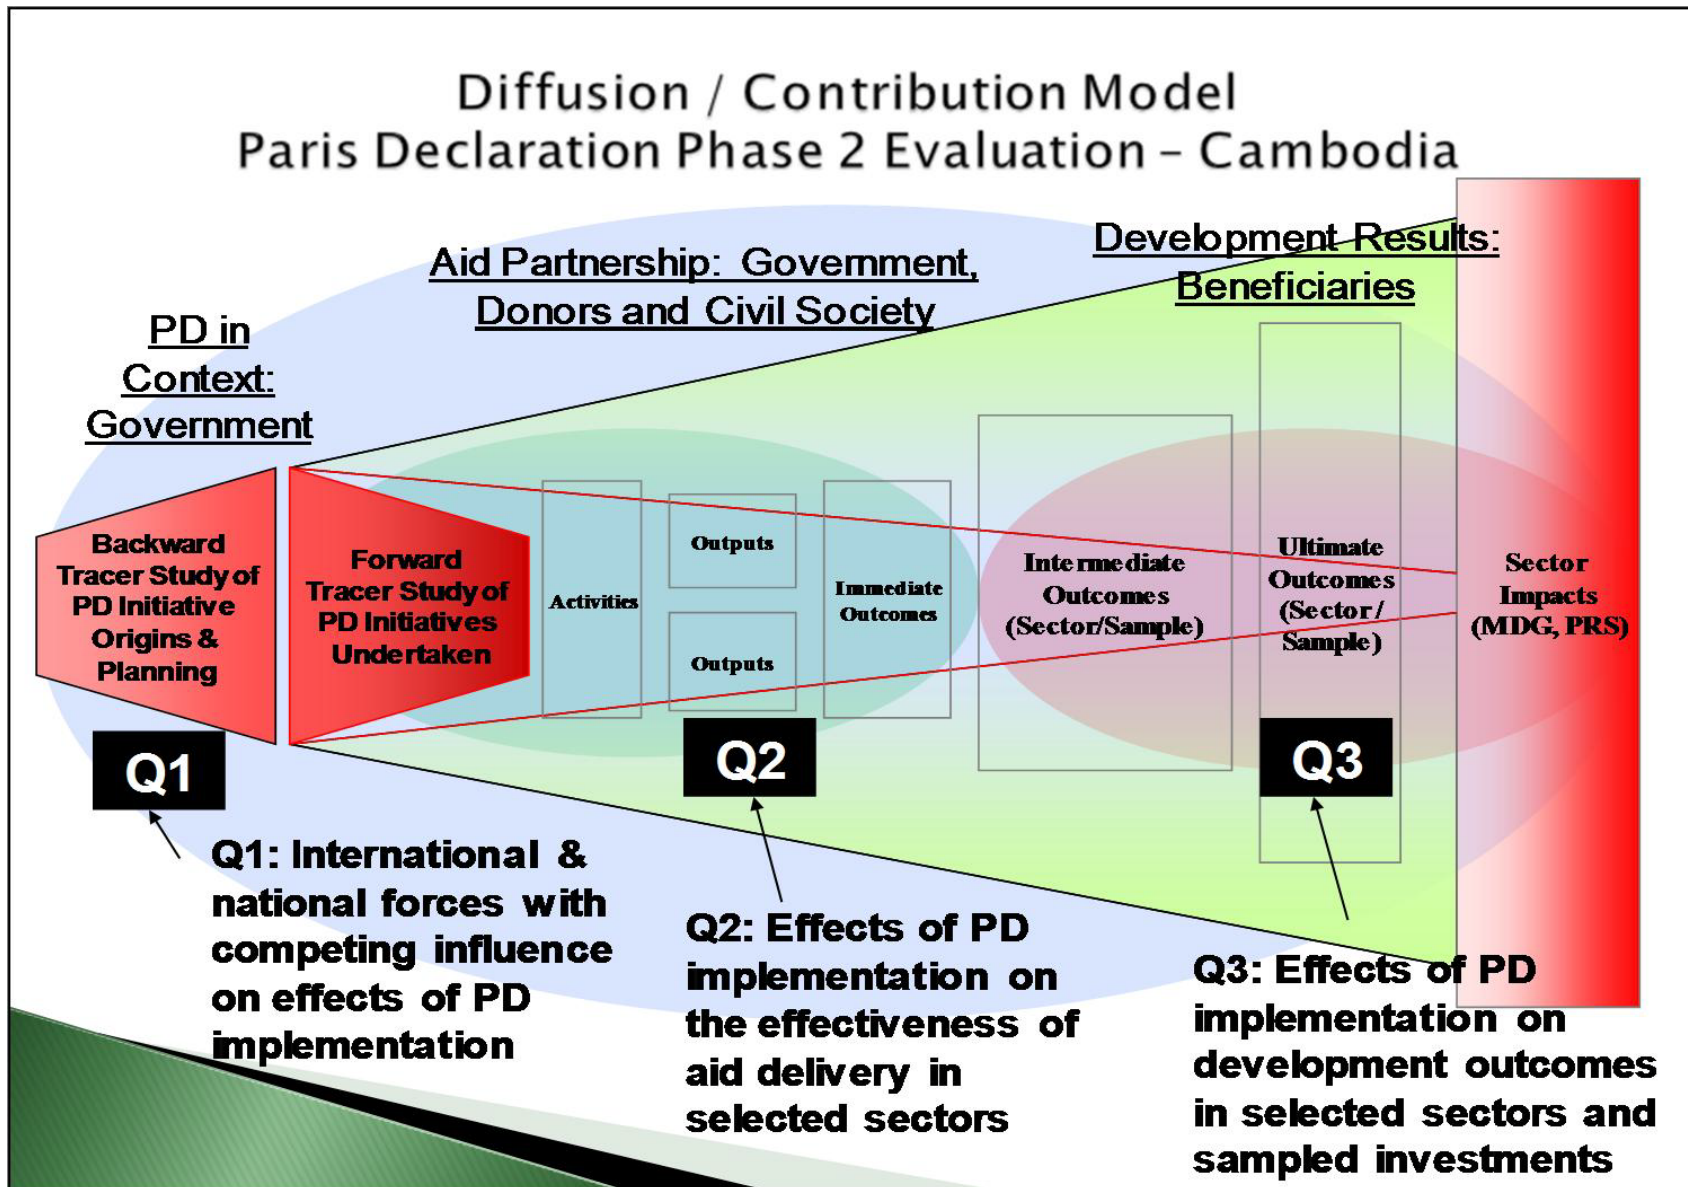 Diffusion / Contribution Model
Paris Declaration Phase 2 Evaluation – Cambodia
PD in
Context:
Government
Aid Partnership: Government,
Donors and Civil Society
Development Results:
Beneficiaries
Backward
Tracer Study of
PD Initiative
Origins &
Planning
Forward
Tracer Study of
PD Initiatives
Undertaken
Activities
Outputs
Outputs
Immediate
Outcomes
Intermediate
Outcomes
(Sector/Sample)
Ultimate
Outcomes
(Sector/
Sample)
Sector
Impacts
(MDG, PRS)
Q1
Q2
Q3
Q1: International &
national forces with
competing influence
on effects of PD
implementation
Q2: Effects of PD
implementation on
the effectiveness of
aid delivery in
selected sectors
Q3: Effects of PD
implementation on
development outcomes
in selected sectors and
sampled investments